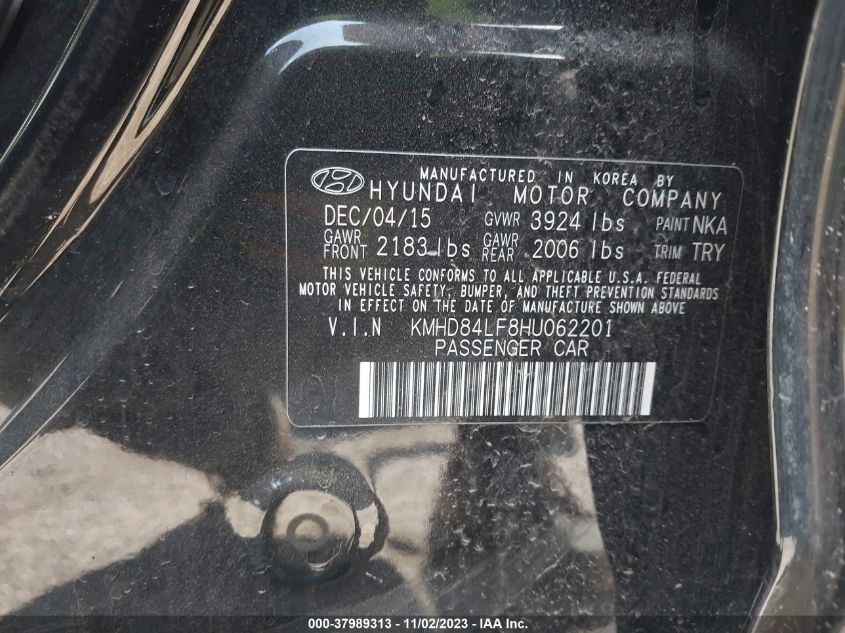 MANUFACTURED IN KOREA BY
HYUNDAI MOTOR COMPANY
DEC/04/15 GVWR 3924 lbs PAINT NKA
GAWR FRONT 2183 lbs GAWR REAR 2006 lbs TRIM TRY
THIS VEHICLE CONFORMS TO ALL APPLICABLE U.S.A. FEDERAL
MOTOR VEHICLE SAFETY, BUMPER, AND THEFT PREVENTION STANDARDS
IN EFFECT ON THE DATE OF MANUFACTURE SHOWN ABOVE
V.I.N KMHD84LF8HU062201
PASSENGER CAR
000-37989313 - 11/02/2023 - IAA, LLC.